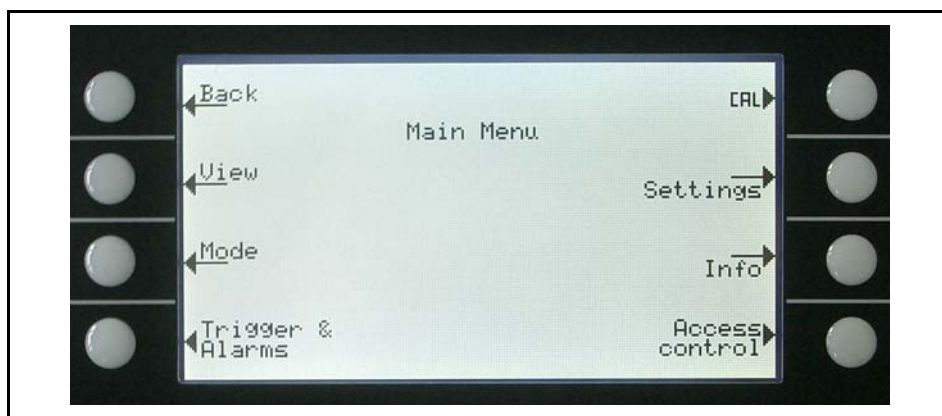 Back
CAL
Main Menu
View
Settings
Mode
Info
Trigger &
Alarms
Access
control